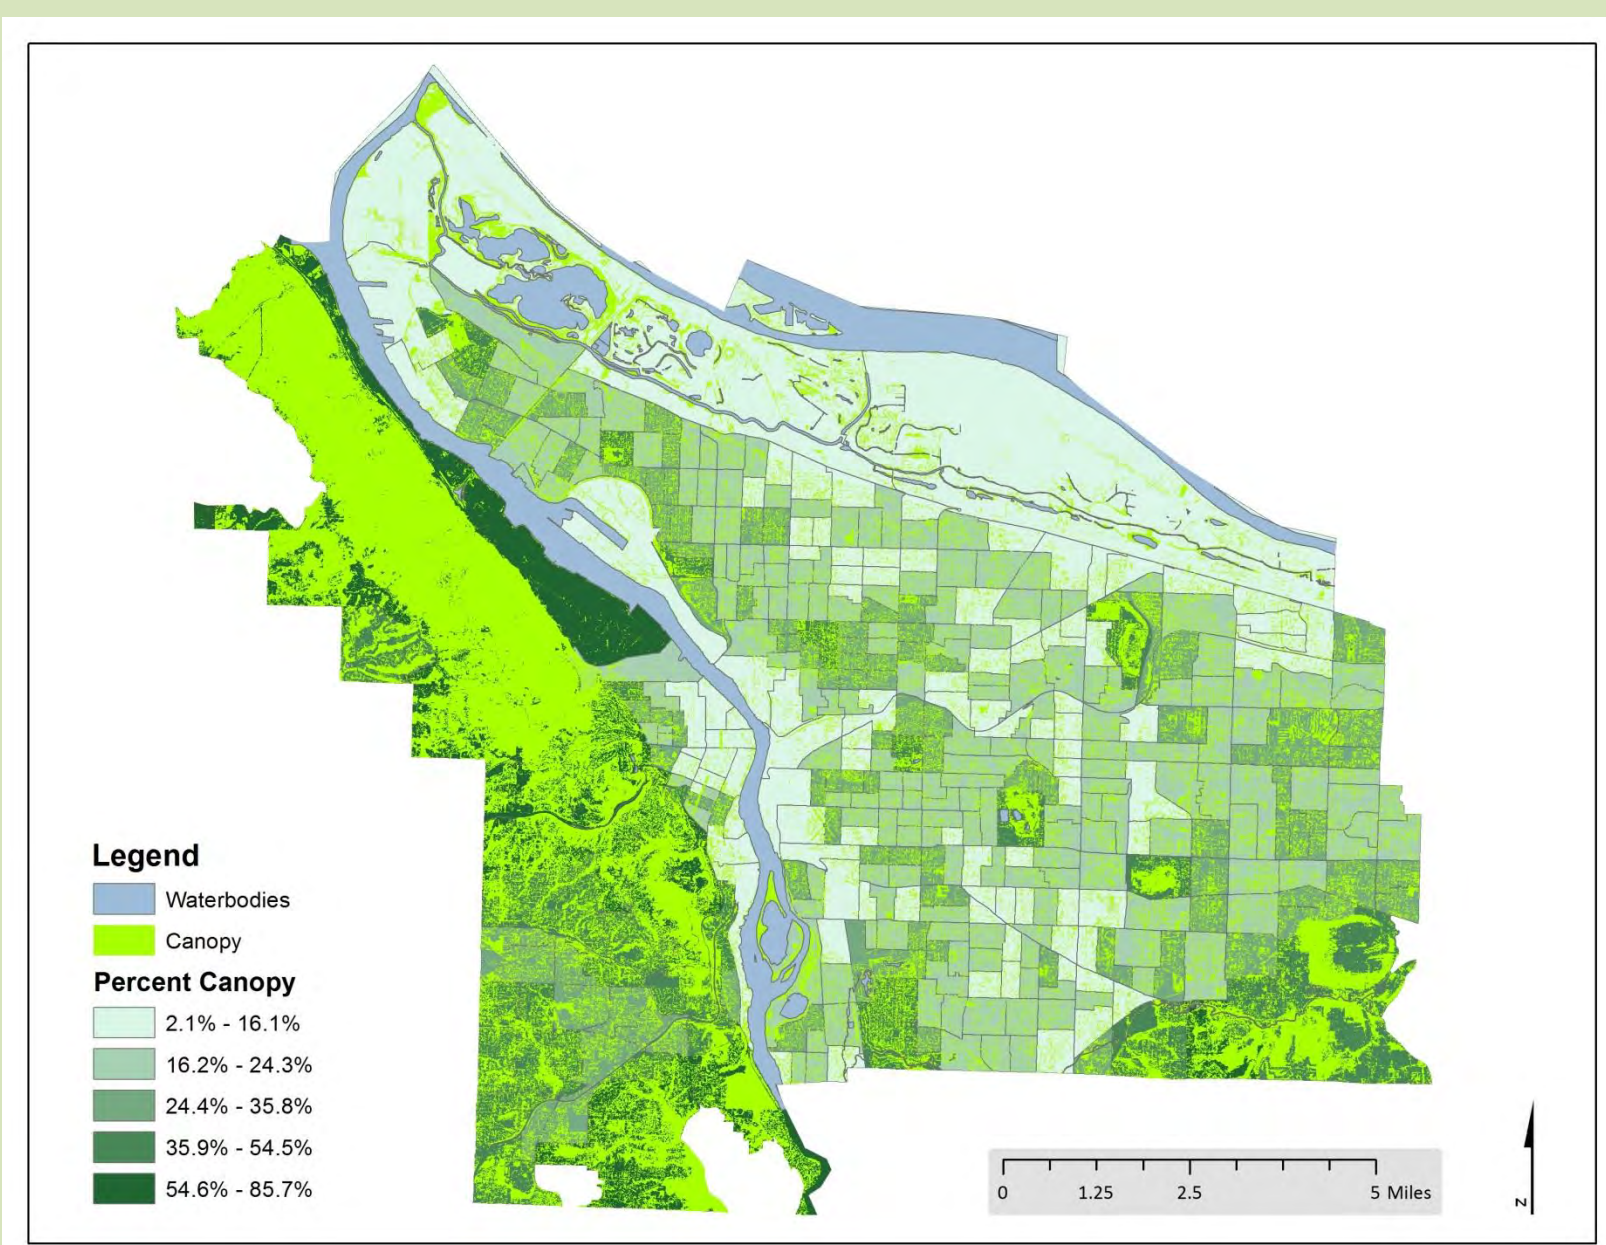 Legend
Waterbodies
Canopy
Percent Canopy
2.1% - 16.1%
16.2% - 24.3%
24.4% - 35.8%
35.9% - 54.5%
54.6% - 85.7%
0 1.25 2.5 5 Miles
N